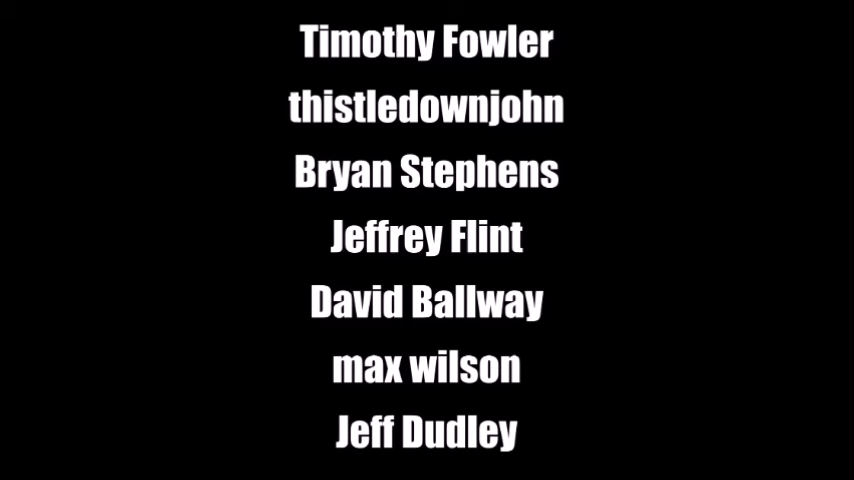 Timothy Fowler
thistledownjohn
Bryan Stephens
Jeffrey Flint
David Ballway
max wilson
Jeff Dudley